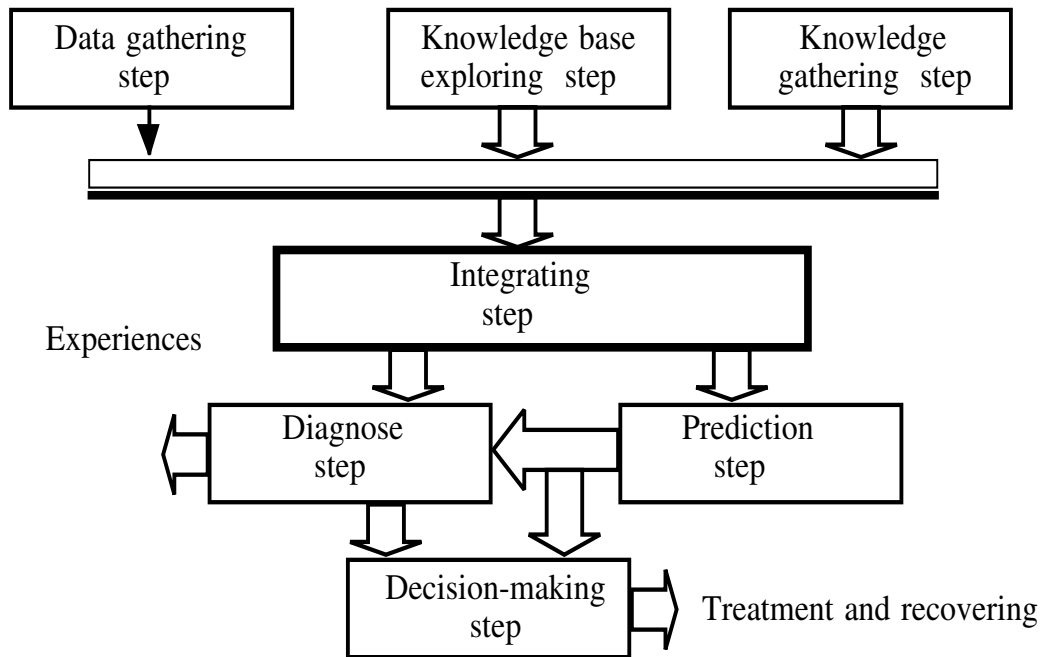 Data gathering
step
Knowledge base
exploring step
Knowledge
gathering step
Integrating
step
Experiences
Diagnose
step
Prediction
step
Decision-making
step
Treatment and recovering